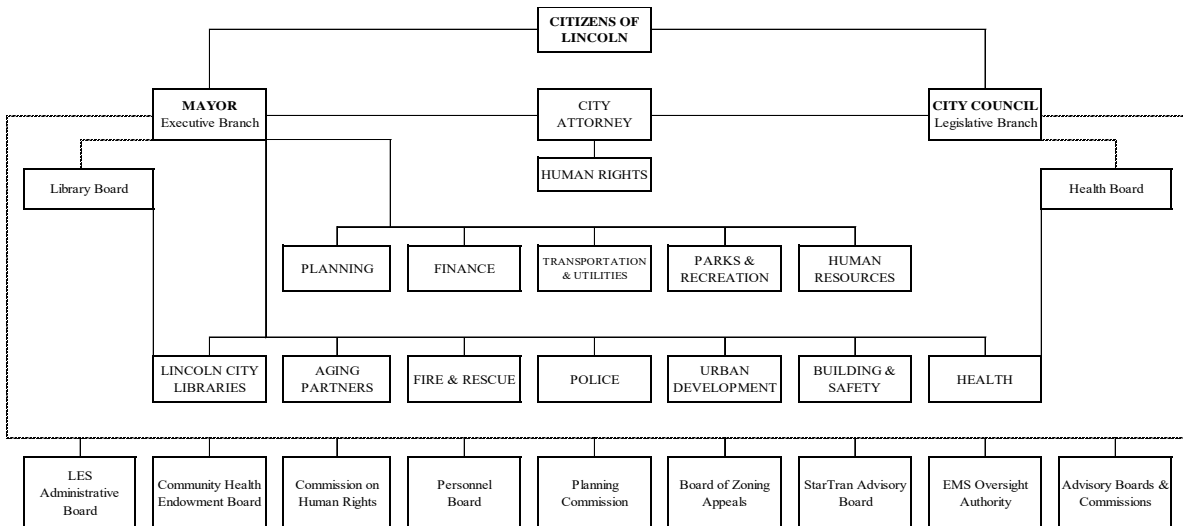 CITIZENS OF
LINCOLN
MAYOR
Executive Branch
CITY
ATTORNEY
CITY COUNCIL
Legislative Branch
HUMAN RIGHTS
Library Board
Health Board
PLANNING
FINANCE
TRANSPORTATION
& UTILITIES
PARKS &
RECREATION
HUMAN
RESOURCES
LINCOLN CITY
LIBRARIES
AGING
PARTNERS
FIRE & RESCUE
POLICE
URBAN
DEVELOPMENT
BUILDING &
SAFETY
HEALTH
LES
Administrative
Board
Community Health
Endowment Board
Commission on
Human Rights
Personnel
Board
Planning
Commission
Board of Zoning
Appeals
StarTran Advisory
Board
EMS Oversight
Authority
Advisory Boards &
Commissions